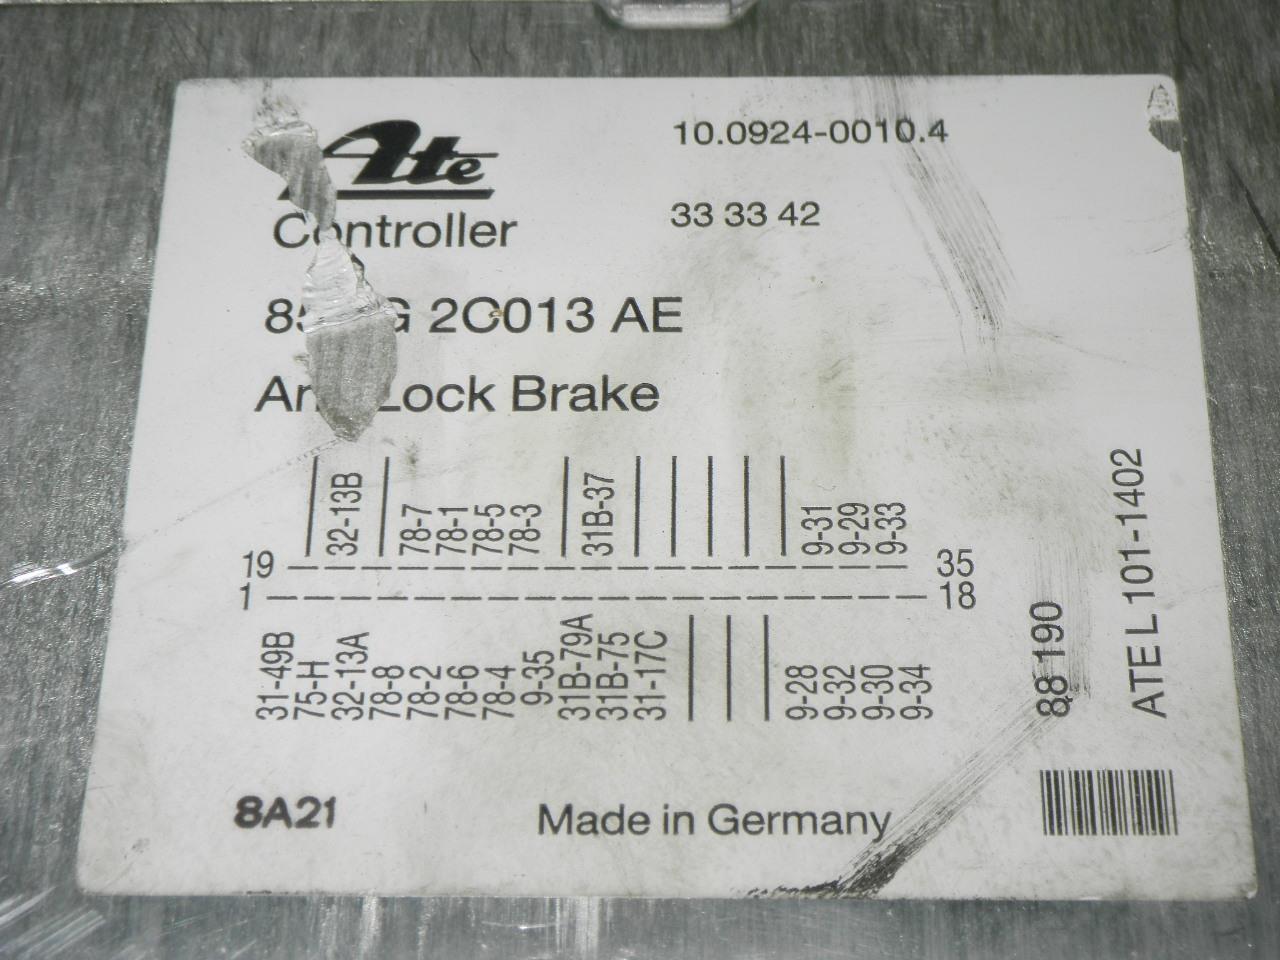 Ate
10.0924-0010.4
Controller
33 33 42
2C013 AE
Lock Brake
32-13B
78-7
78-1
78-5
78-3
31B-37
9-31
9-29
9-33
19
35
1
18
31-49B
75-H
32-13A
78-8
78-2
78-6
78-4
9-35
31B-79A
31B-75
31-17C
9-28
9-32
9-30
9-34
88 190
ATE L 101-1402
8A21
Made in Germany